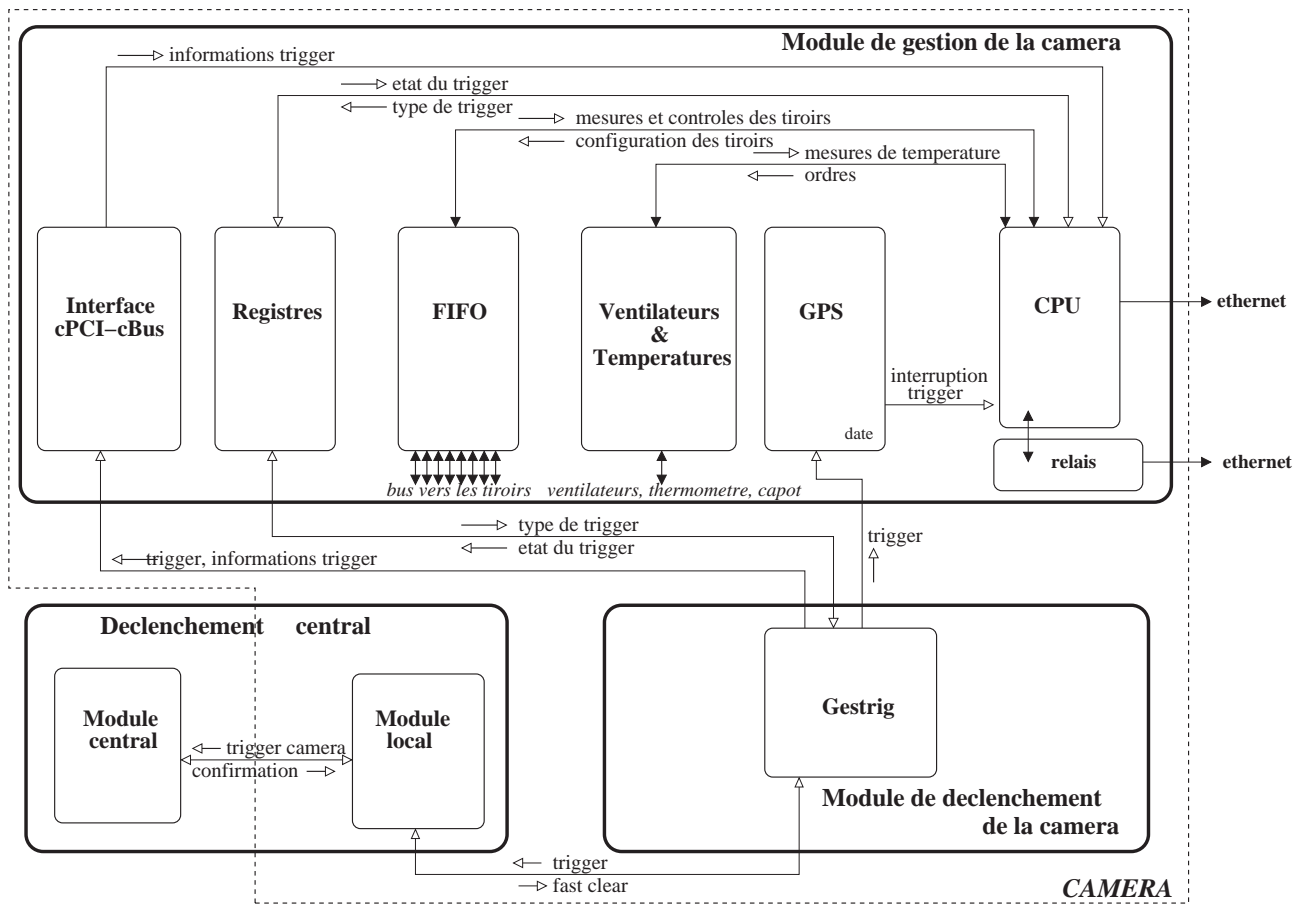 Module de gestion de la camera
informations trigger
etat du trigger
type de trigger
mesures et controles des tiroirs
configuration des tiroirs
mesures de temperature
ordres
Interface
cPCI–cBus
Registres
FIFO
Ventilateurs
&
Temperatures
GPS
date
CPU
interruption
trigger
relais
ethernet
ethernet
bus vers les tiroirs
ventilateurs, thermometre, capot
type de trigger
etat du trigger
trigger, informations trigger
trigger
Declenchement central
Module
central
Module
local
trigger camera
confirmation
Gestrig
Module de declenchement
de la camera
trigger
fast clear
CAMERA